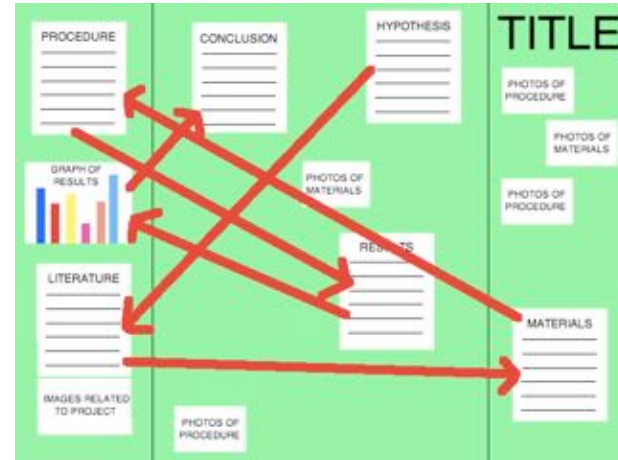 PROCEDURE
GRAPH OF
RESULTS
LITERATURE
IMAGES RELATED
TO PROJECT
CONCLUSION
HYPOTHESIS
PHOTOS OF
MATERIALS
RESULTS
PHOTOS OF
PROCEDURE
TITLE
PHOTOS OF
PROCEDURE
PHOTOS OF
MATERIALS
PHOTOS OF
PROCEDURE
MATERIALS